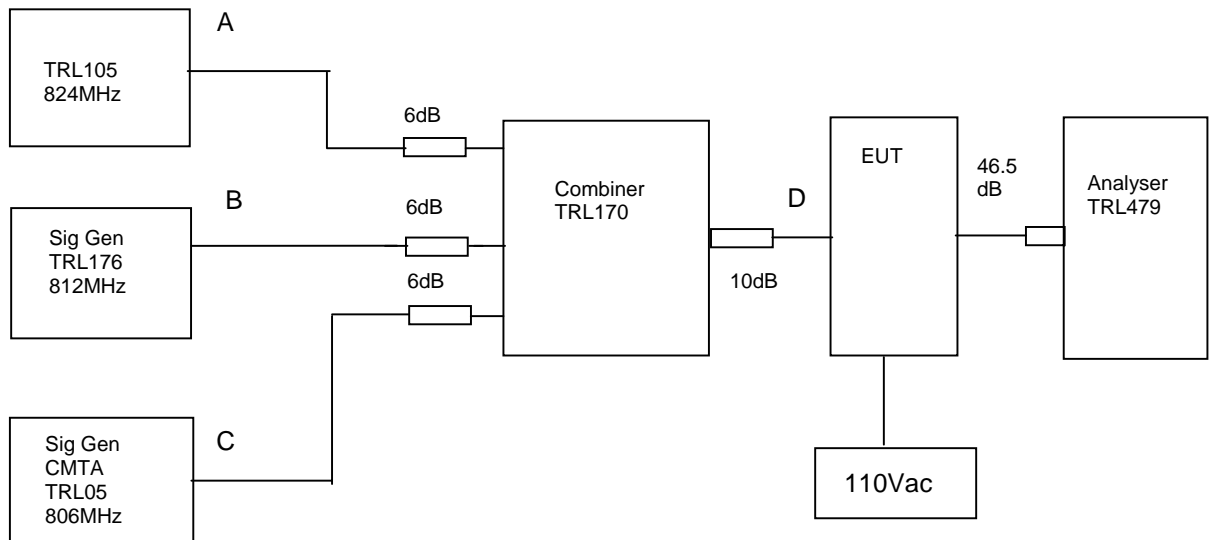 A
TRL105
824MHz
6dB
B
Sig Gen
TRL176
812MHz
6dB
6dB
C
Sig Gen
CMTA
TRL05
806MHz
Combiner
TRL170
10dB
D
EUT
46.5
dB
Analyser
TRL479
110Vac